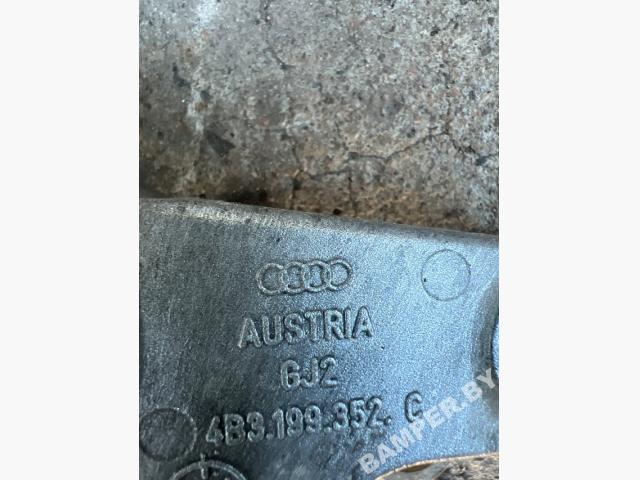 AUSTRIA
GJ2
4B3.199.352. G
BAMPER.BY